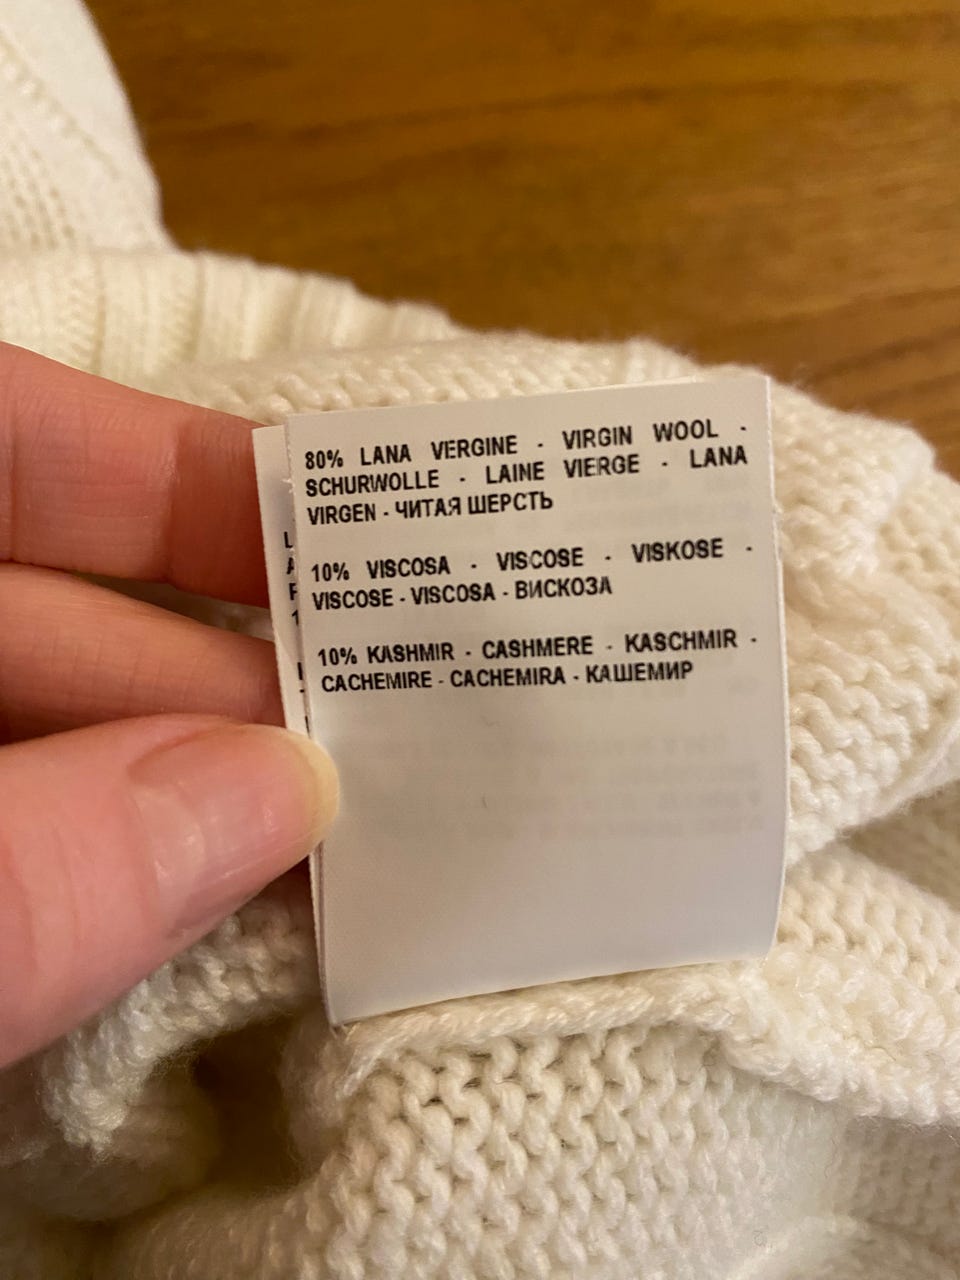 80% LANA VERGINE - VIRGIN WOOL -
SCHURWOLLE - LAINE VIERGE - LANA
VIRGEN - ЧИТАЯ ШЕРСТЬ
10% VISCOSA - VISCOSE - VISKOSE -
VISCOSE - VISCOSA - ВИСКОЗА
10% KASHMIR - CASHMERE - KASCHMIR -
CACHEMIRE - CACHEMIRA - КАШЕМИР